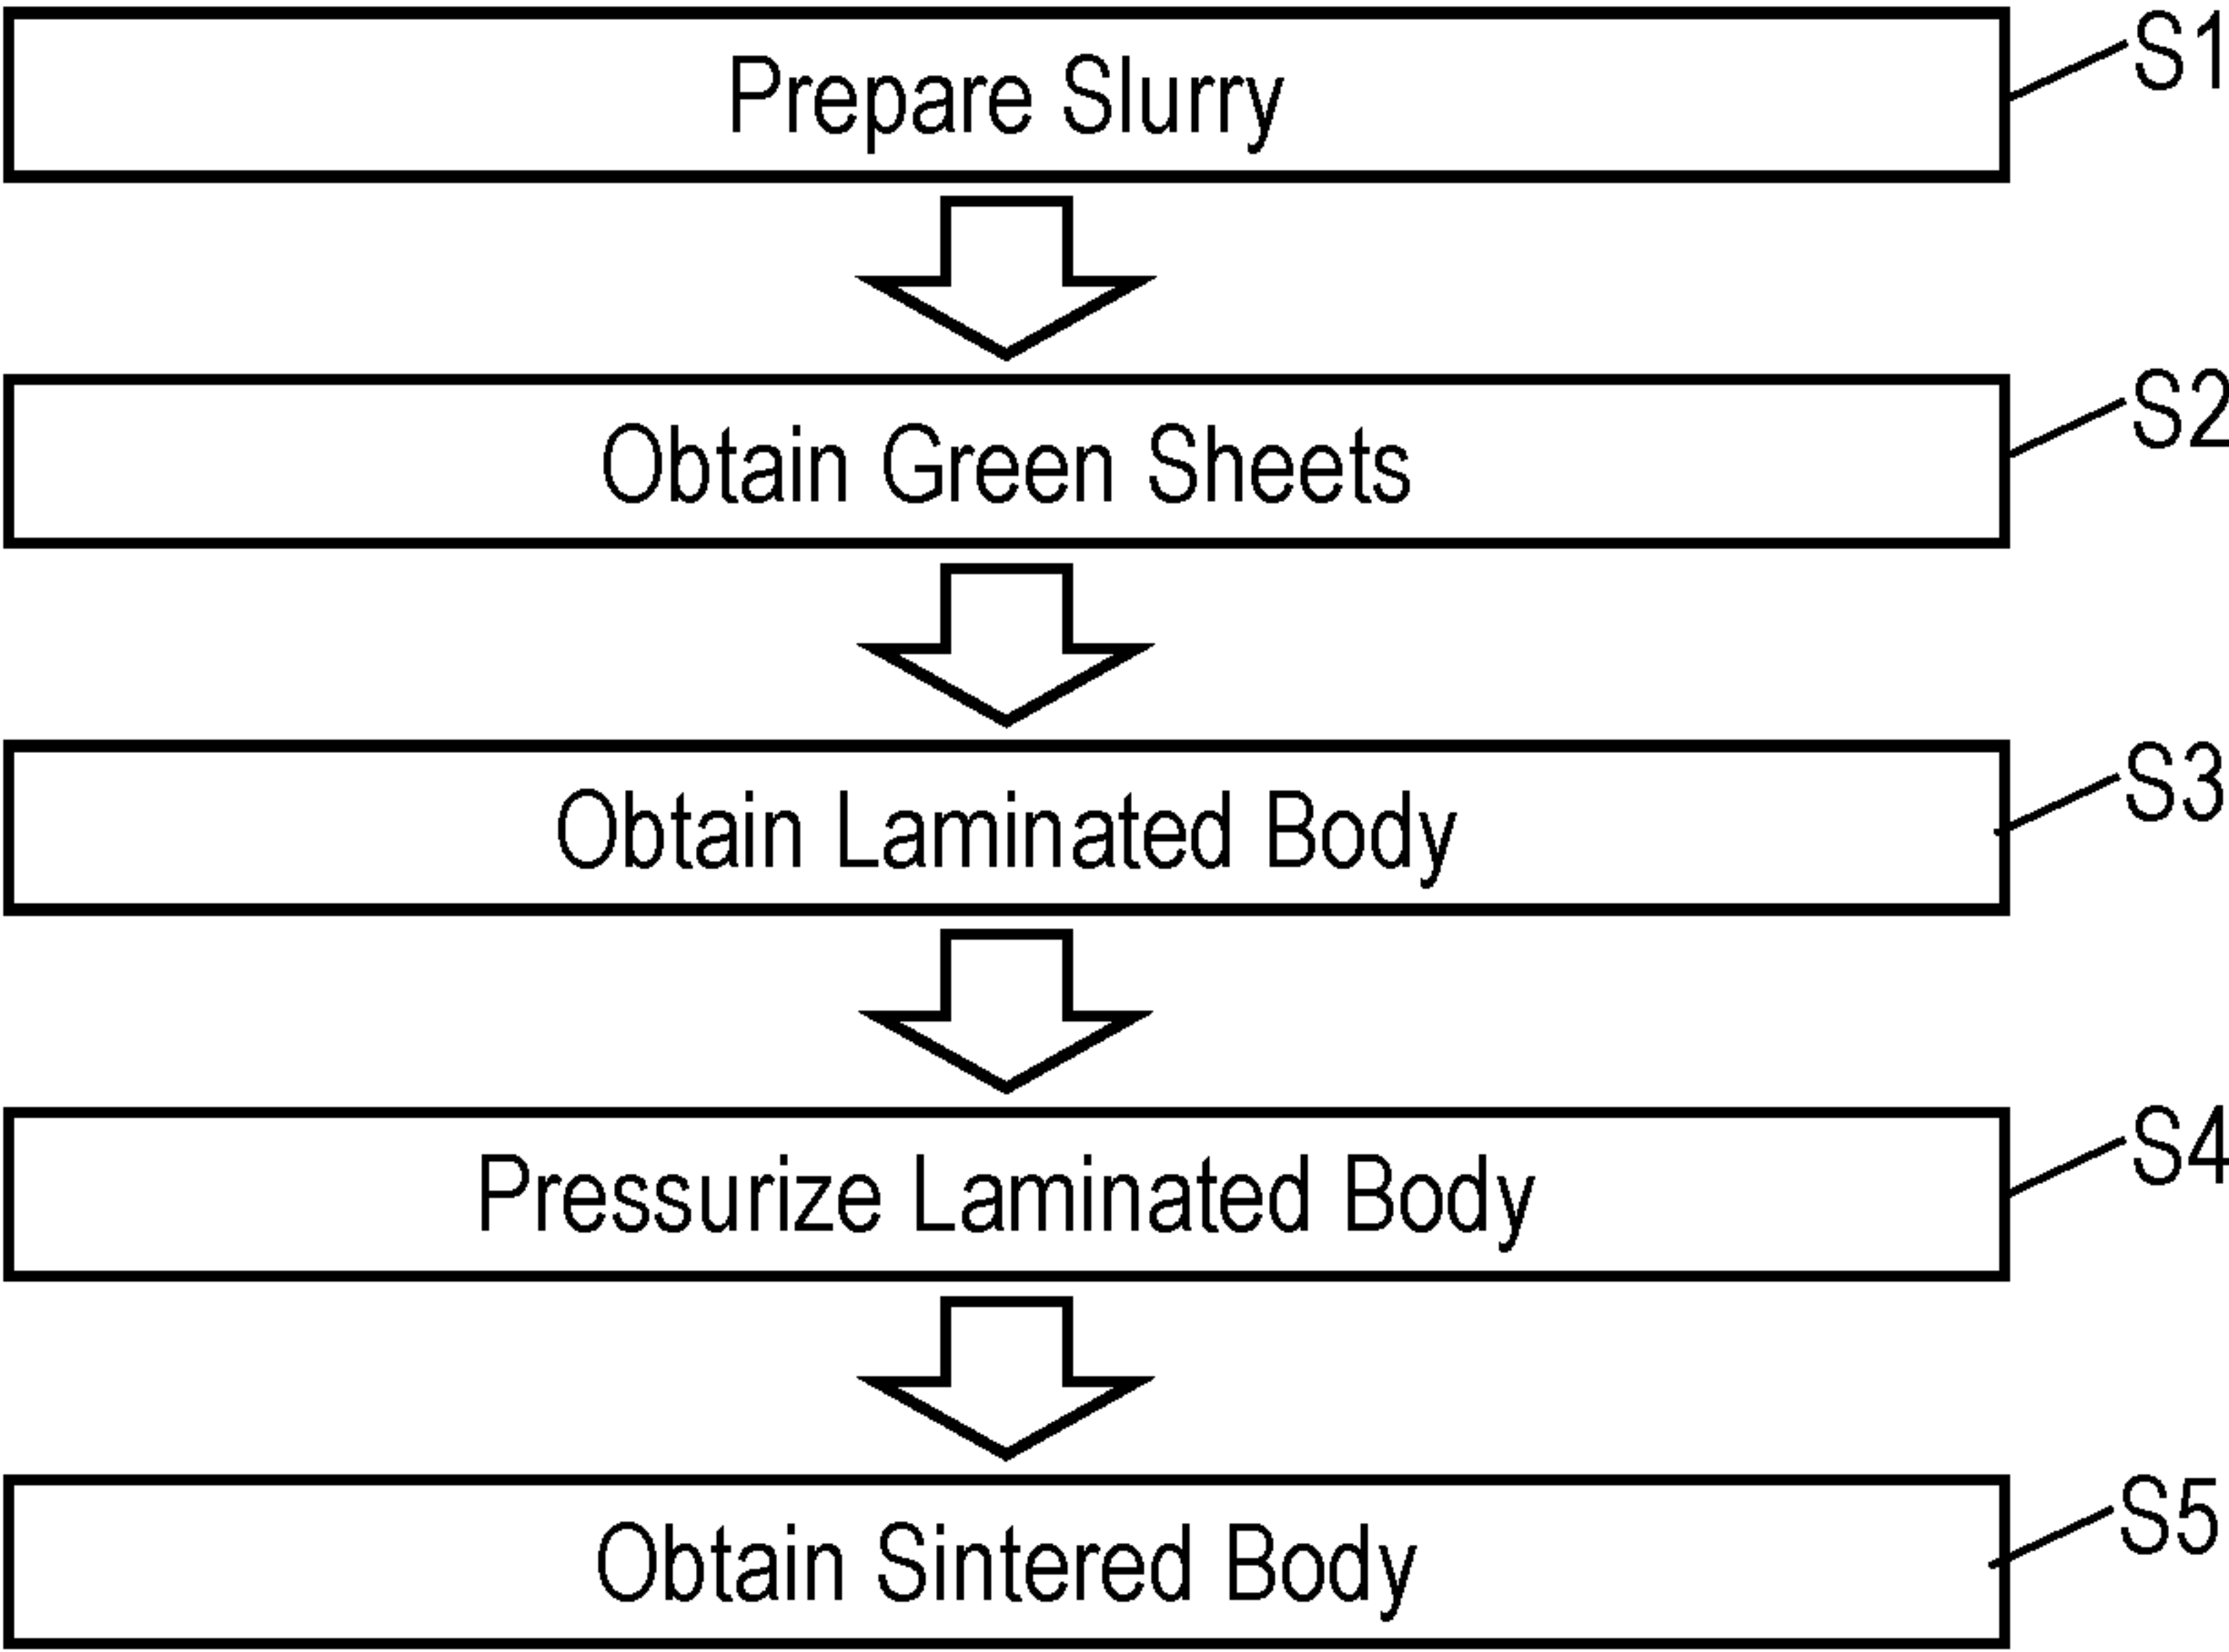 Prepare Slurry
S1
Obtain Green Sheets
S2
Obtain Laminated Body
S3
Pressurize Laminated Body
S4
Obtain Sintered Body
S5